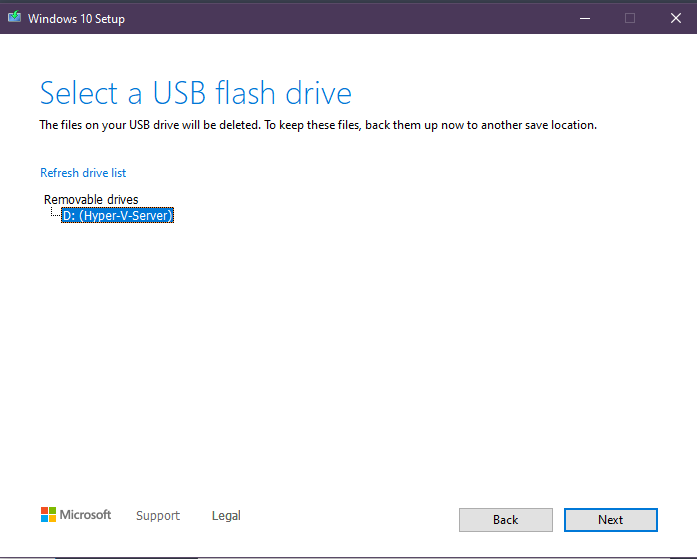 Windows 10 Setup
Select a USB flash drive
The files on your USB drive will be deleted. To keep these files, back them up now to another save location.
Refresh drive list
Removable drives
D: (Hyper-V-Server)
Microsoft Support Legal Back Next